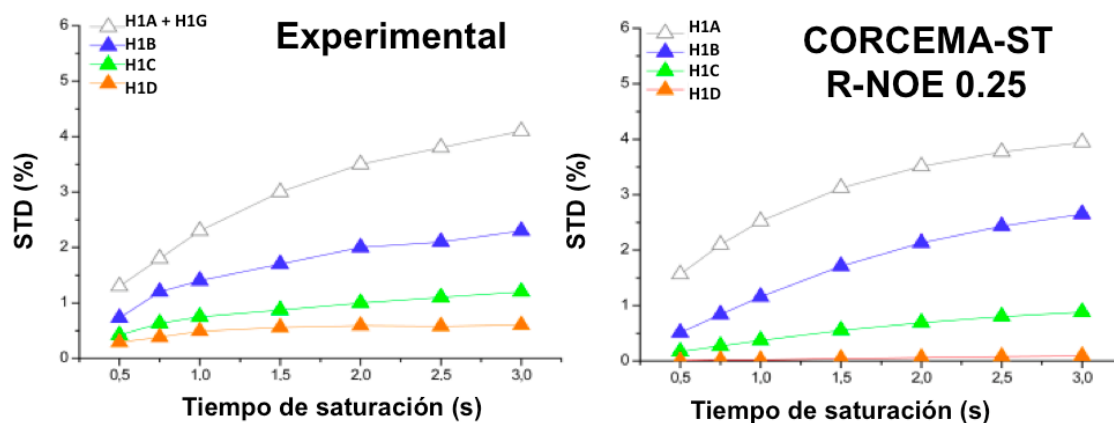 Experimental
H1A + H1G
H1B
H1C
H1D
STD (%)
6
5
4
3
2
1
0
0,5
1,0
1,5
2,0
2,5
3,0
Tiempo de saturación (s)
CORCEMA-ST
R-NOE 0.25
H1A
H1B
H1C
H1D
STD (%)
6
5
4
3
2
1
0
0,5
1,0
1,5
2,0
2,5
3,0
Tiempo de saturación (s)